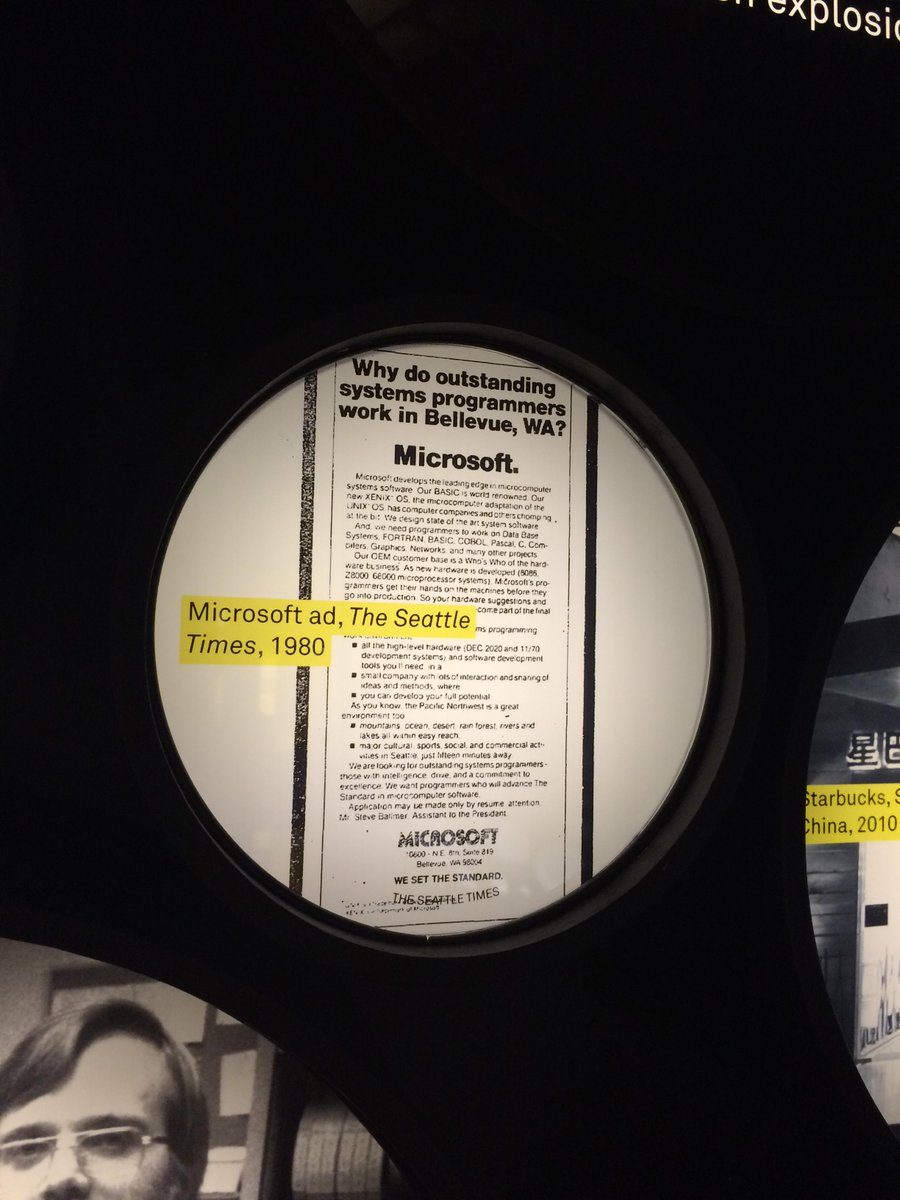 explosio
Why do outstanding
systems programmers
work in Bellevue, WA?
Microsoft.
Microsoft develops the leading edge in microcomputer
systems software. Our BASIC is world renowned. Our
new XENIX OS, the microcomputer adaptation of the
UNIX OS, has computer companies and others chomping
at the bit. We design state of the art system software.
And, we need programmers to work on Data Base
Systems, FORTRAN, BASIC, COBOL, Pascal, C, Com-
pilers, Graphics, Networks, and many other projects.
Our OEM customer base is a Who's Who of the hard-
ware business. As new hardware is developed (8086,
Z8000, 68000 microprocessor systems), Microsoft's pro-
grammers get their hands on the machines before they
go into production. So your hardware suggestions and
come part of the final
Microsoft ad, The Seattle
Times, 1980
ms programming
■ all the high-level hardware (DEC 2020 and 11/70
development systems) and software development
tools you'll need, in a
■ small company with lots of interaction and sharing of
ideas and methods, where
■ you can develop your full potential.
As you know, the Pacific Northwest is a great
environment too
■ mountains, ocean, desert, rain forest, rivers and
lakes all within easy reach.
■ major cultural, sports, social, and commercial acti-
vities in Seattle, just fifteen minutes away.
We are looking for outstanding systems programmers -
those with intelligence, drive, and a commitment to
excellence. We want programmers who will advance The
Standard in microcomputer software.
Application may be made only by resume, attention,
Mr. Steve Ballmer, Assistant to the President.
MICROSOFT
10800 - N.E. 8th, Suite 819
Bellevue, WA 98004
WE SET THE STANDARD.
THE SEATTLE TIMES
星巴
Starbucks, S
China, 2010